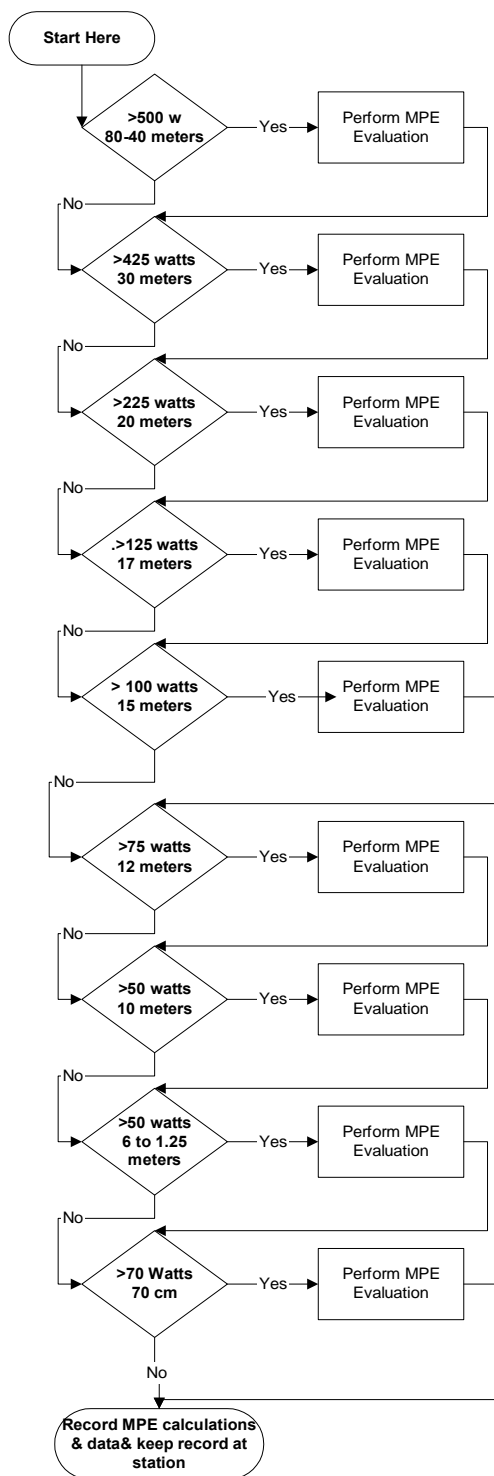 Start Here
>500 w
80-40 meters
Yes
Perform MPE
Evaluation
No
>425 watts
30 meters
Yes
Perform MPE
Evaluation
No
>225 watts
20 meters
Yes
Perform MPE
Evaluation
No
.>125 watts
17 meters
Yes
Perform MPE
Evaluation
No
> 100 watts
15 meters
Yes
Perform MPE
Evaluation
No
>75 watts
12 meters
Yes
Perform MPE
Evaluation
No
>50 watts
10 meters
Yes
Perform MPE
Evaluation
No
>50 watts
6 to 1.25
meters
Yes
Perform MPE
Evaluation
No
>70 Watts
70 cm
Yes
Perform MPE
Evaluation
No
Record MPE calculations
& data& keep record at
station